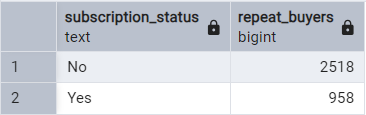 subscription_status repeat_buyers
text bigint
1 No 2518
2 Yes 958